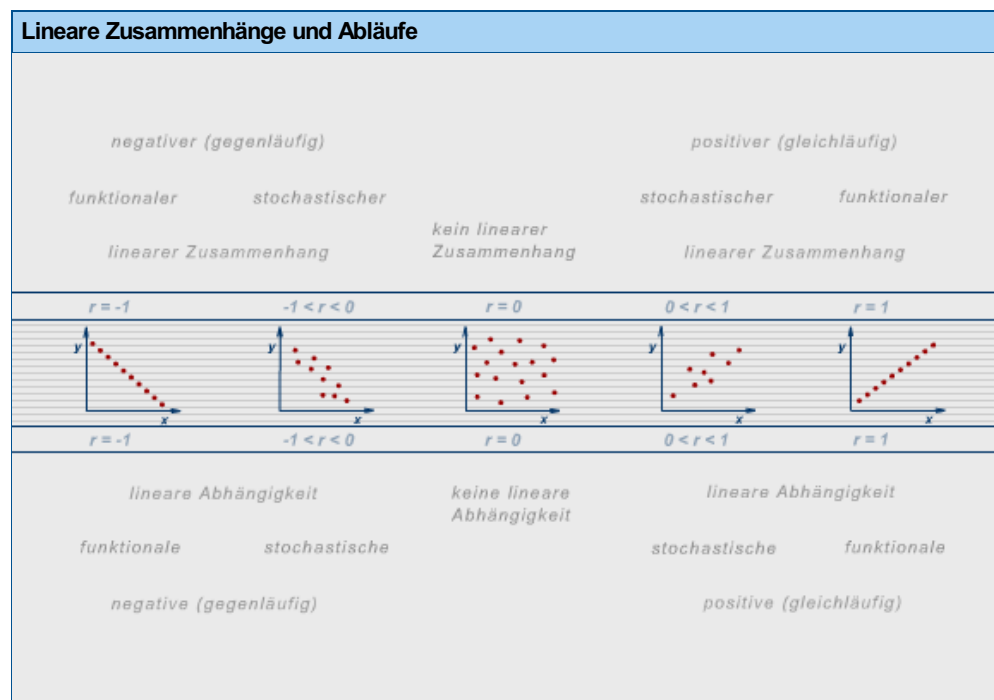 Lineare Zusammenhänge und Abläufe
negativer (gegenläufig)
positiver (gleichläufig)
funktionaler
stochastischer
stochastischer
funktionaler
kein linearer
Zusammenhang
linearer Zusammenhang
linearer Zusammenhang
r = -1
-1 < r < 0
r = 0
0 < r < 1
r = 1
y
x
y
x
y
x
y
x
y
x
r = -1
-1 < r < 0
r = 0
0 < r < 1
r = 1
lineare Abhängigkeit
keine lineare
Abhängigkeit
lineare Abhängigkeit
funktionale
stochastische
stochastische
funktionale
negative (gegenläufig)
positive (gleichläufig)